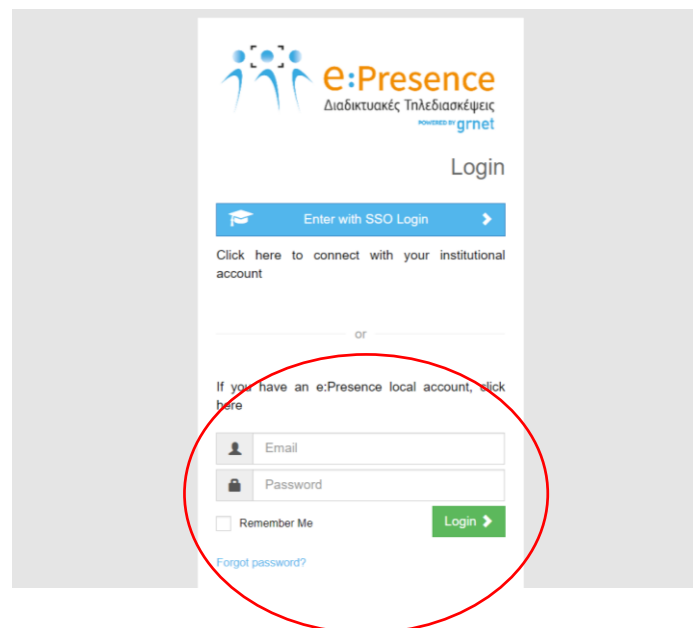 e:Presence
Διαδικτυακές Τηλεδιασκέψεις
POWERED BY grnet
Login
Enter with SSO Login
Click here to connect with your institutional
account
or
If you have an e:Presence local account, click
here
Email
Password
Remember Me
Login
Forgot password?